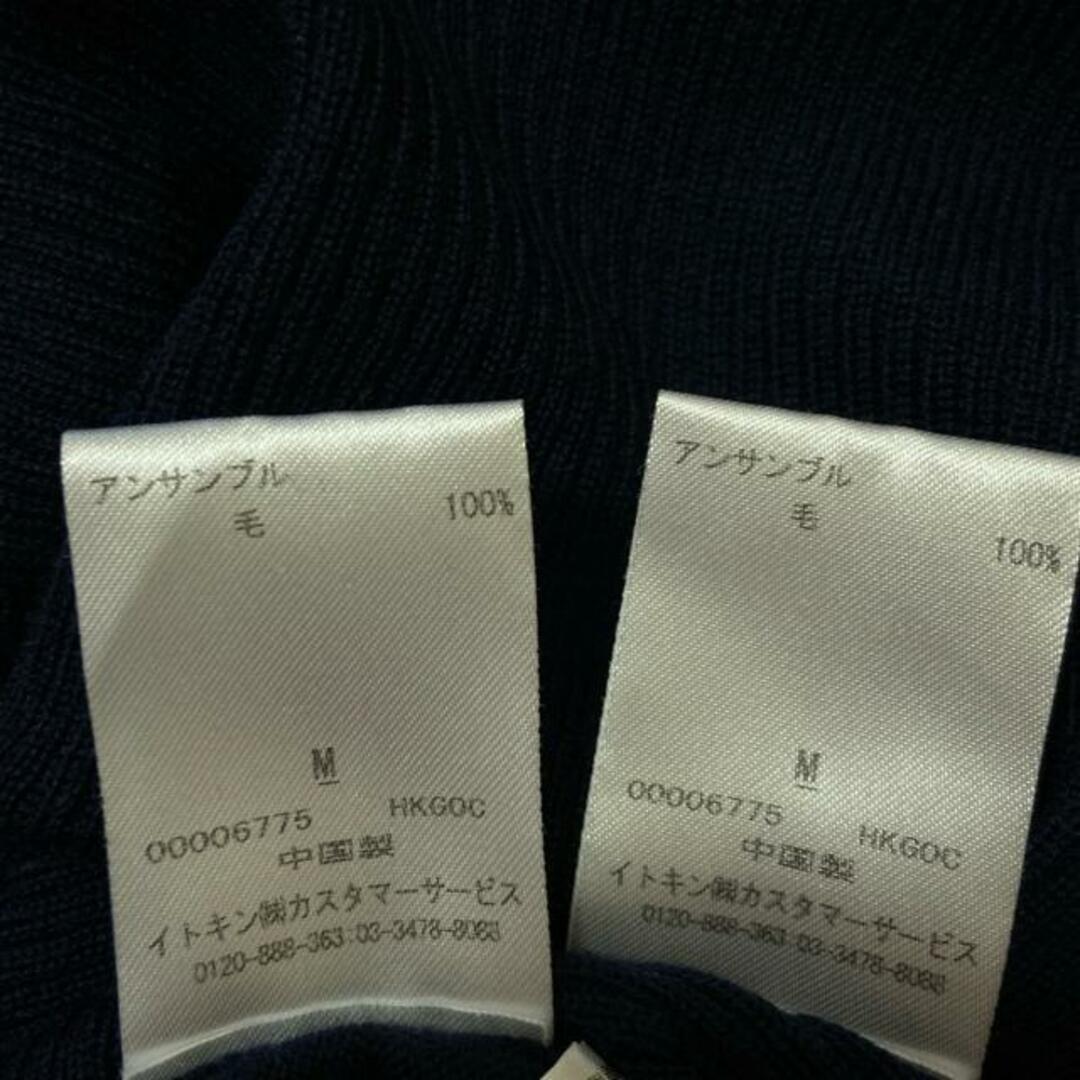 アンサンブル
毛 100%
M
00006775 HKGOC
中国製
イトキン㈱カスタマーサービス
0120-888-363:03-3478-8088
アンサンブル
毛 100%
M
00006775 HKGOC
中国製
イトキン㈱カスタマーサービス
0120-888-363:03-3478-8088